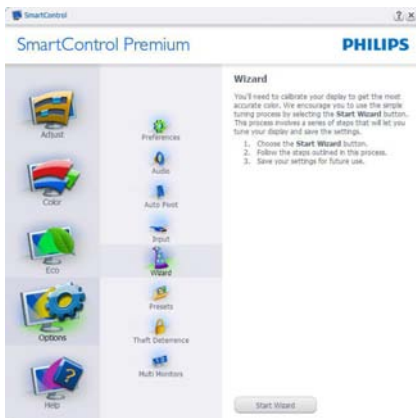 SmartControl
SmartControl Premium
PHILIPS
Adjust
Color
Eco
Options
Help
Preferences
Audio
Auto Pivot
Input
Wizard
Presets
Theft Deterrence
Multi Monitors
Wizard
You'll need to calibrate your display to get the most
accurate color. We encourage you to use the simple
tuning process by selecting the Start Wizard button.
This process involves a series of steps that will let you
tune your display and save the settings.
1. Choose the Start Wizard button.
2. Follow the steps outlined in this process.
3. Save your settings for future use.
Start Wizard